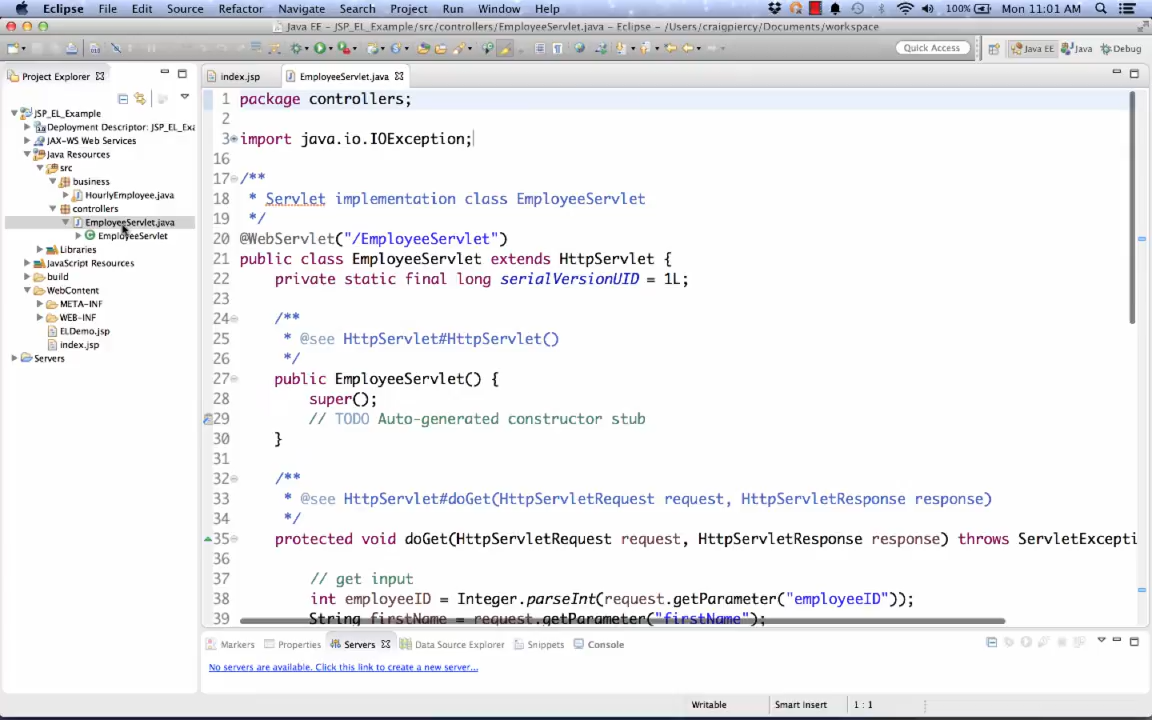 Eclipse File Edit Source Refactor Navigate Search Project Run Window Help 100% Mon 11:01 AM
Java EE - JSP_EL_Example/src/controllers/EmployeeServlet.java - Eclipse - /Users/craigpiercy/Documents/workspace
Quick Access Java EE Java Debug
Project Explorer
index.jsp EmployeeServlet.java
JSP_EL_Example
Deployment Descriptor: JSP_EL_Exa
JAX-WS Web Services
Java Resources
src
business
HourlyEmployee.java
controllers
EmployeeServlet.java
EmployeeServlet
Libraries
JavaScript Resources
build
WebContent
META-INF
WEB-INF
ELDemo.jsp
index.jsp
Servers
1 package controllers;
2
3 import java.io.IOException;
16
17 /**
18 * Servlet implementation class EmployeeServlet
19 */
20 @WebServlet("/EmployeeServlet")
21 public class EmployeeServlet extends HttpServlet {
22 private static final long serialVersionUID = 1L;
23
24 /**
25 * @see HttpServlet#HttpServlet()
26 */
27 public EmployeeServlet() {
28 super();
29 // TODO Auto-generated constructor stub
30 }
31
32 /**
33 * @see HttpServlet#doGet(HttpServletRequest request, HttpServletResponse response)
34 */
35 protected void doGet(HttpServletRequest request, HttpServletResponse response) throws ServletExcepti
36
37 // get input
38 int employeeID = Integer.parseInt(request.getParameter("employeeID"));
39 String firstName = request.getParameter("firstName");
Markers Properties Servers Data Source Explorer Snippets Console
No servers are available. Click this link to create a new server...
Writable Smart Insert 1 : 1